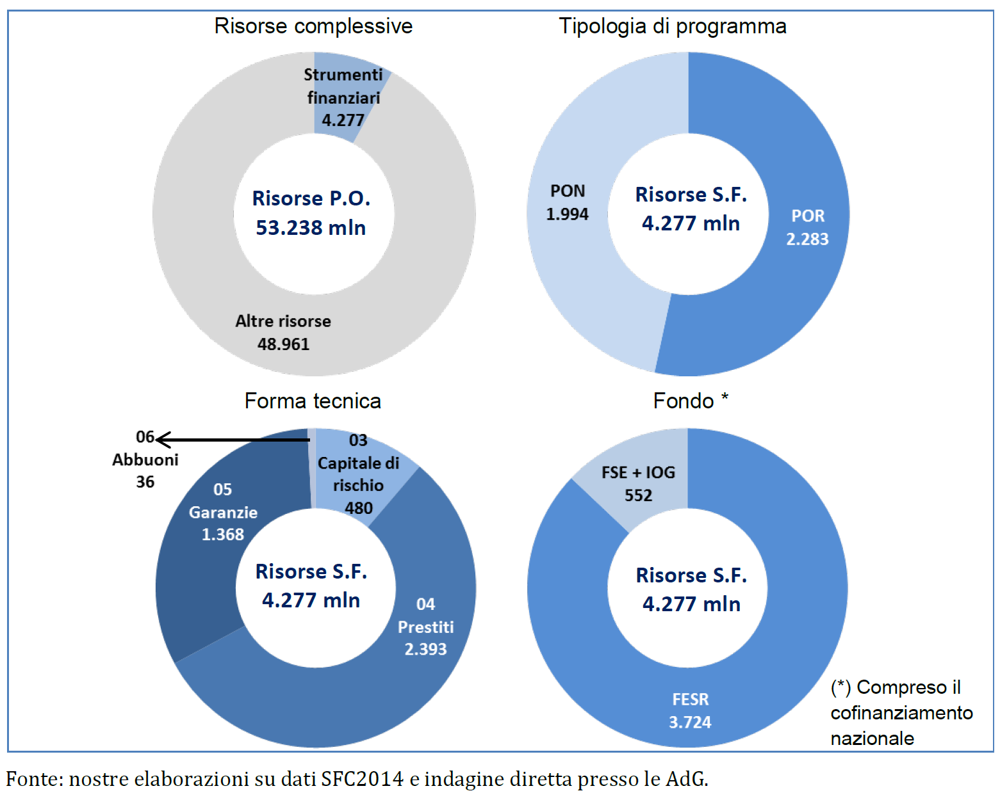 Risorse complessive
Strumenti
finanziari
4.277
Risorse P.O.
53.238 mln
Altre risorse
48.961
Tipologia di programma
PON
1.994
Risorse S.F.
4.277 mln
POR
2.283
Forma tecnica
06
Abbuoni
36
03
Capitale di
rischio
480
05
Garanzie
1.368
Risorse S.F.
4.277 mln
04
Prestiti
2.393
Fondo *
FSE + IOG
552
Risorse S.F.
4.277 mln
FESR
3.724
(*) Compreso il
cofinanziamento
nazionale
Fonte: nostre elaborazioni su dati SFC2014 e indagine diretta presso le AdG.